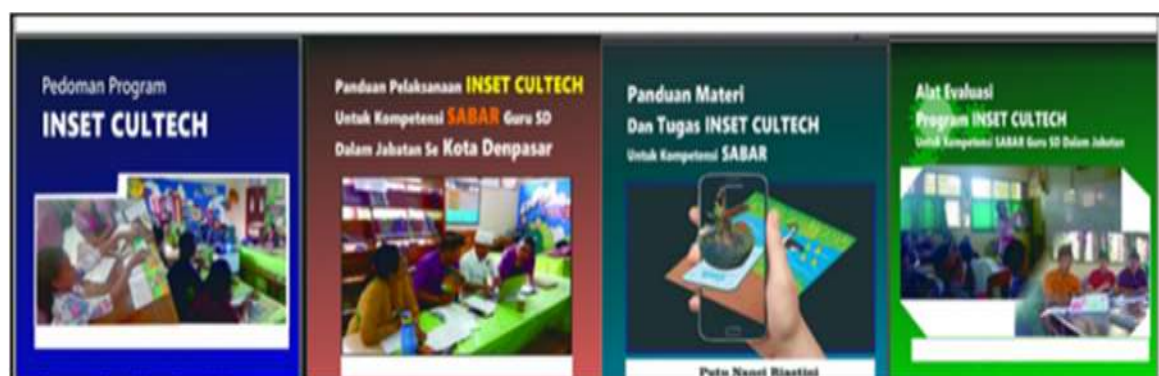 Pedoman Program
INSET CULTECH
Panduan Pelaksanaan INSET CULTECH
Untuk Kompetensi SABAR Guru SD
Dalam Jabatan Se Kota Denpasar
Panduan Materi
Dan Tugas INSET CULTECH
Untuk Kompetensi SABAR
Alat Evaluasi
Program INSET CULTECH
Untuk Kompetensi SABAR Guru SD Dalam Jabatan